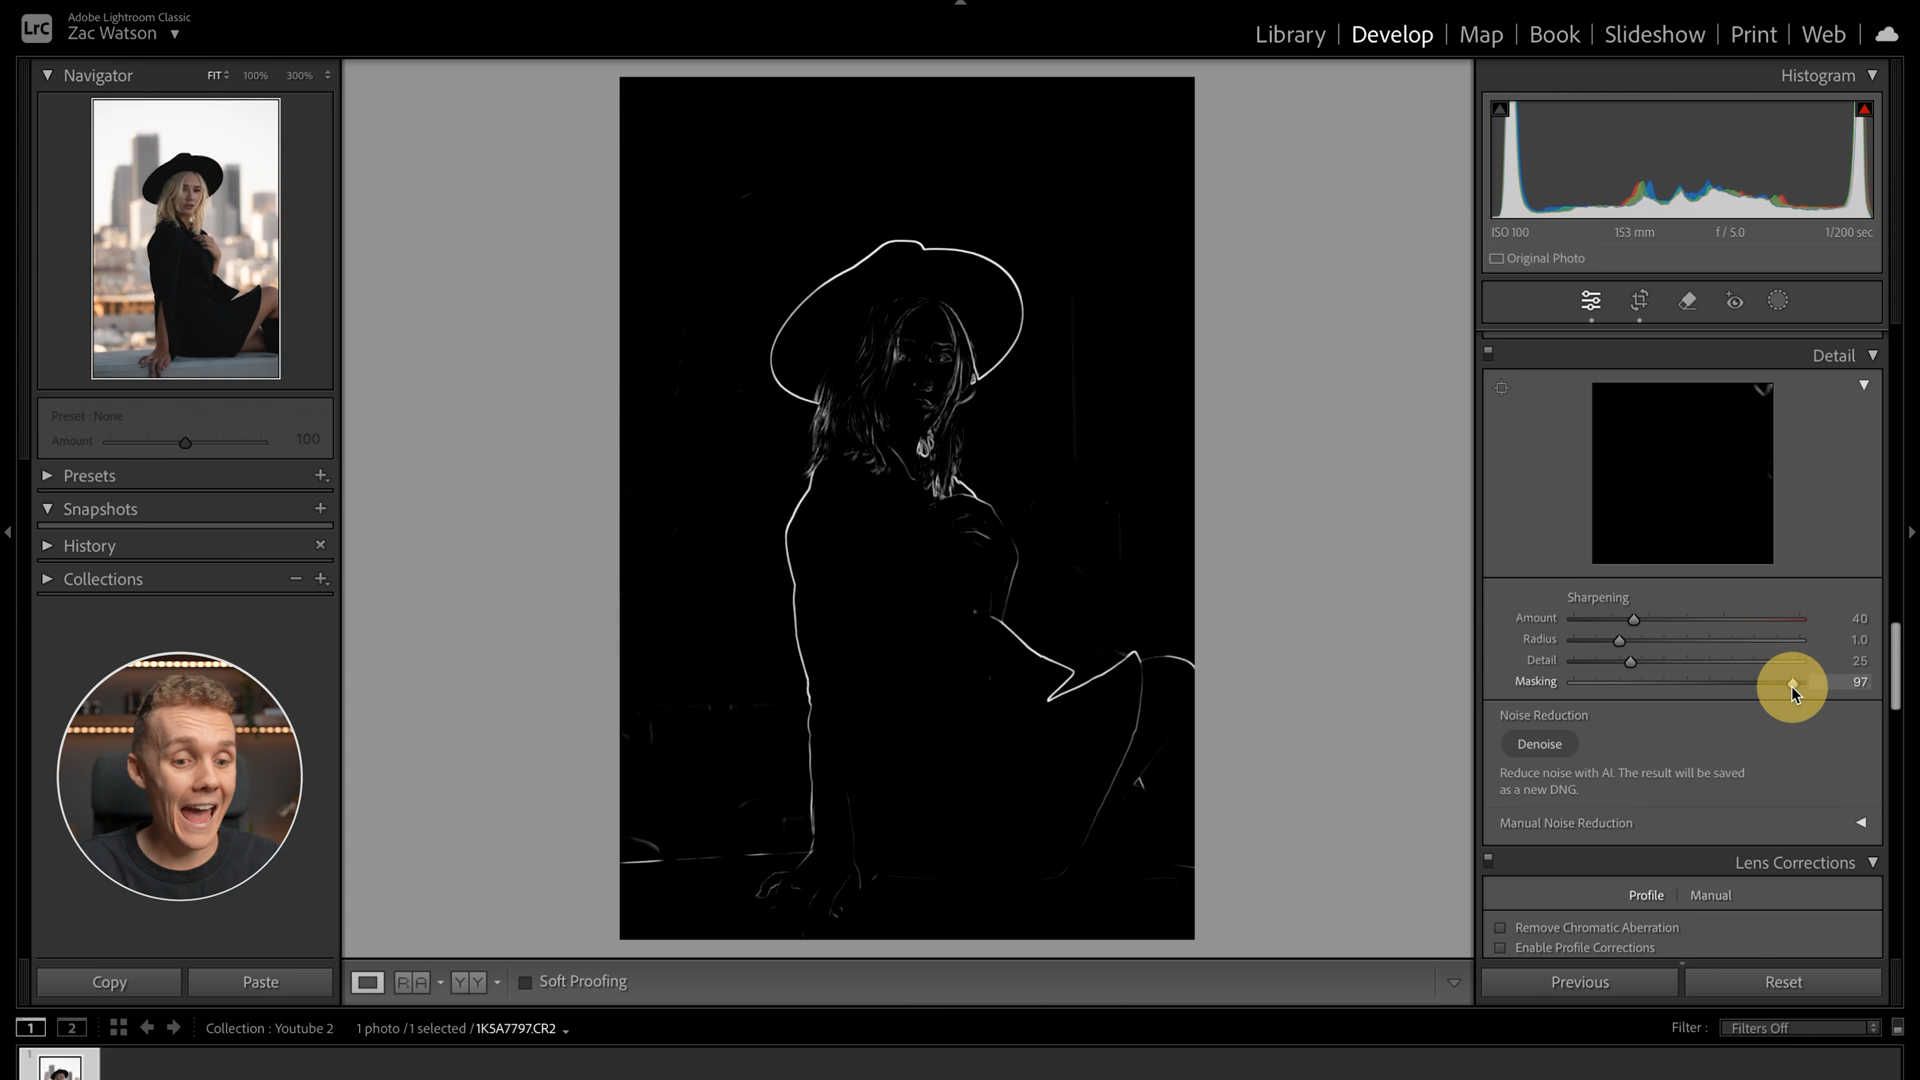 LrC
Adobe Lightroom Classic
Zac Watson
Library
Develop
Map
Book
Slideshow
Print
Web
Navigator
FIT
100%
300%
Preset : None
Amount
100
Presets
Snapshots
History
Collections
Copy
Paste
R A
Y Y
Soft Proofing
Histogram
ISO 100
153 mm
f / 5.0
1/200 sec
Original Photo
Detail
Sharpening
Amount
40
Radius
1.0
Detail
25
Masking
97
Noise Reduction
Denoise
Reduce noise with AI. The result will be saved
as a new DNG.
Manual Noise Reduction
Lens Corrections
Profile
Manual
Remove Chromatic Aberration
Enable Profile Corrections
Previous
Reset
1
2
Collection : Youtube 2
1 photo / 1 selected / 1K5A7797.CR2
Filter :
Filters Off
1